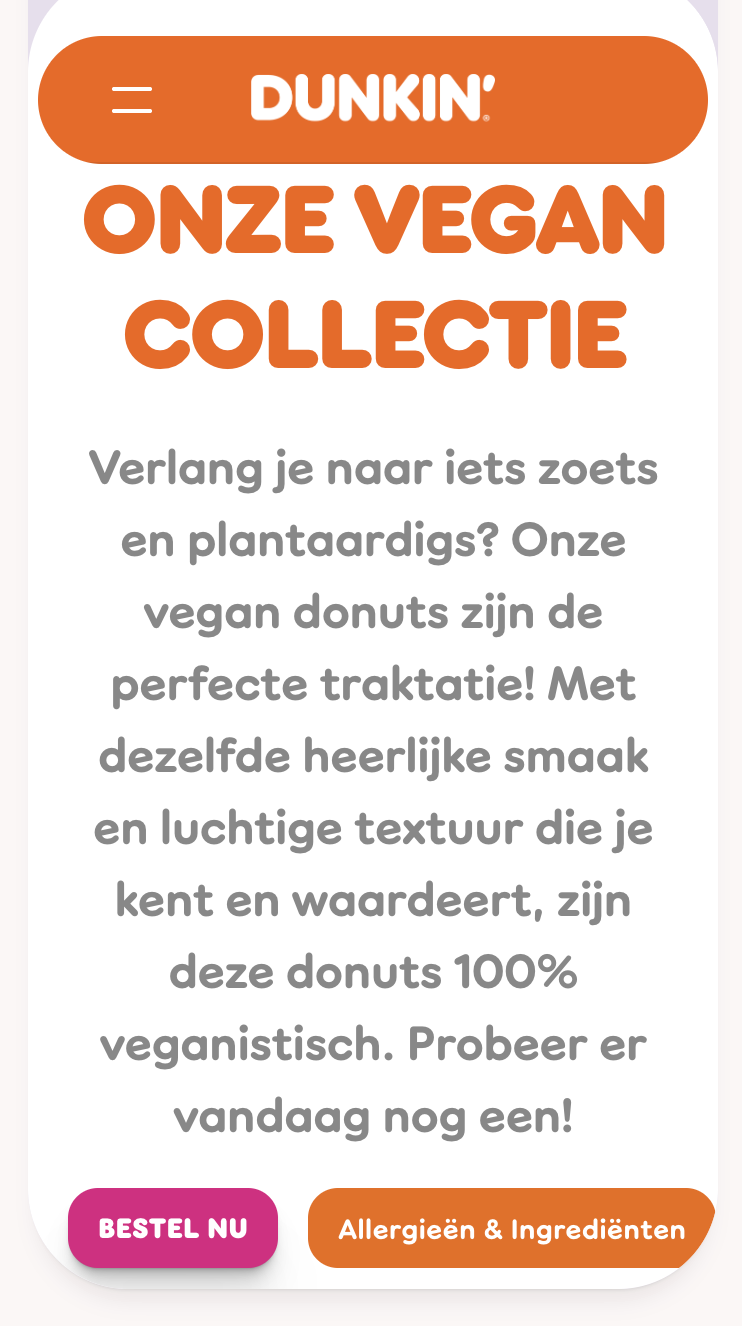 DUNKIN'
ONZE VEGAN
COLLECTIE
Verlang je naar iets zoets
en plantaardigs? Onze
vegan donuts zijn de
perfecte traktatie! Met
dezelfde heerlijke smaak
en luchtige textuur die je
kent en waardeert, zijn
deze donuts 100%
veganistisch. Probeer er
vandaag nog een!
BESTEL NU
Allergieën & Ingrediënten